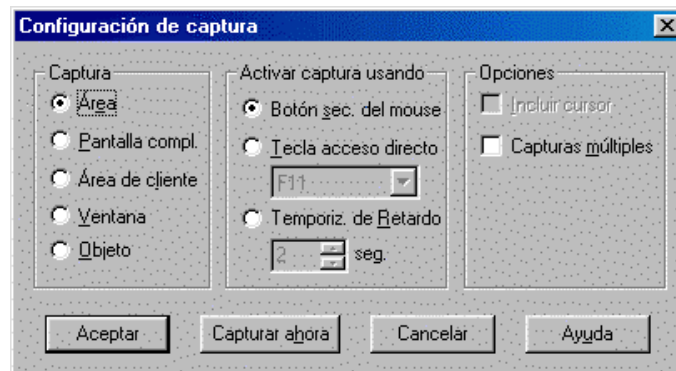 Configuración de captura
Captura
Área
Pantalla compl.
Área de cliente
Ventana
Objeto
Activar captura usando
Botón sec. del mouse
Tecla acceso directo
F11
Temporiz. de Retardo
2 seg.
Opciones
Incluir cursor
Capturas múltiples
Aceptar
Capturar ahora
Cancelar
Ayuda